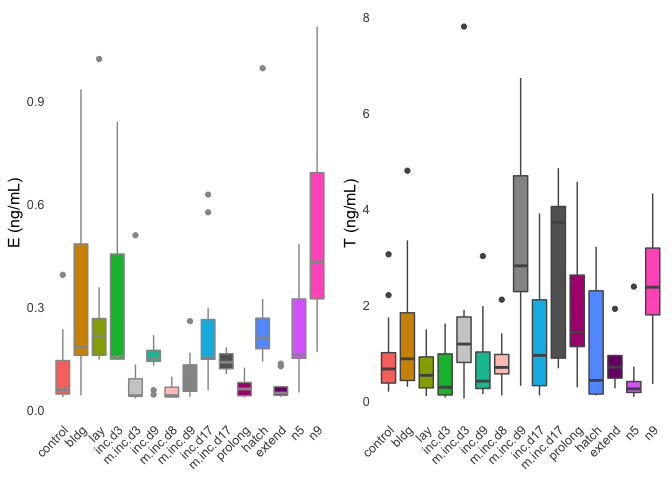 E (ng/mL)
0.9
0.6
0.3
0.0
control
bldg
lay
inc.d3
m.inc.d3
inc.d9
m.inc.d8
m.inc.d9
inc.d17
m.inc.d17
prolong
hatch
extend
n5
n9
T (ng/mL)
8
6
4
2
0
control
bldg
lay
inc.d3
m.inc.d3
inc.d9
m.inc.d8
m.inc.d9
inc.d17
m.inc.d17
prolong
hatch
extend
n5
n9